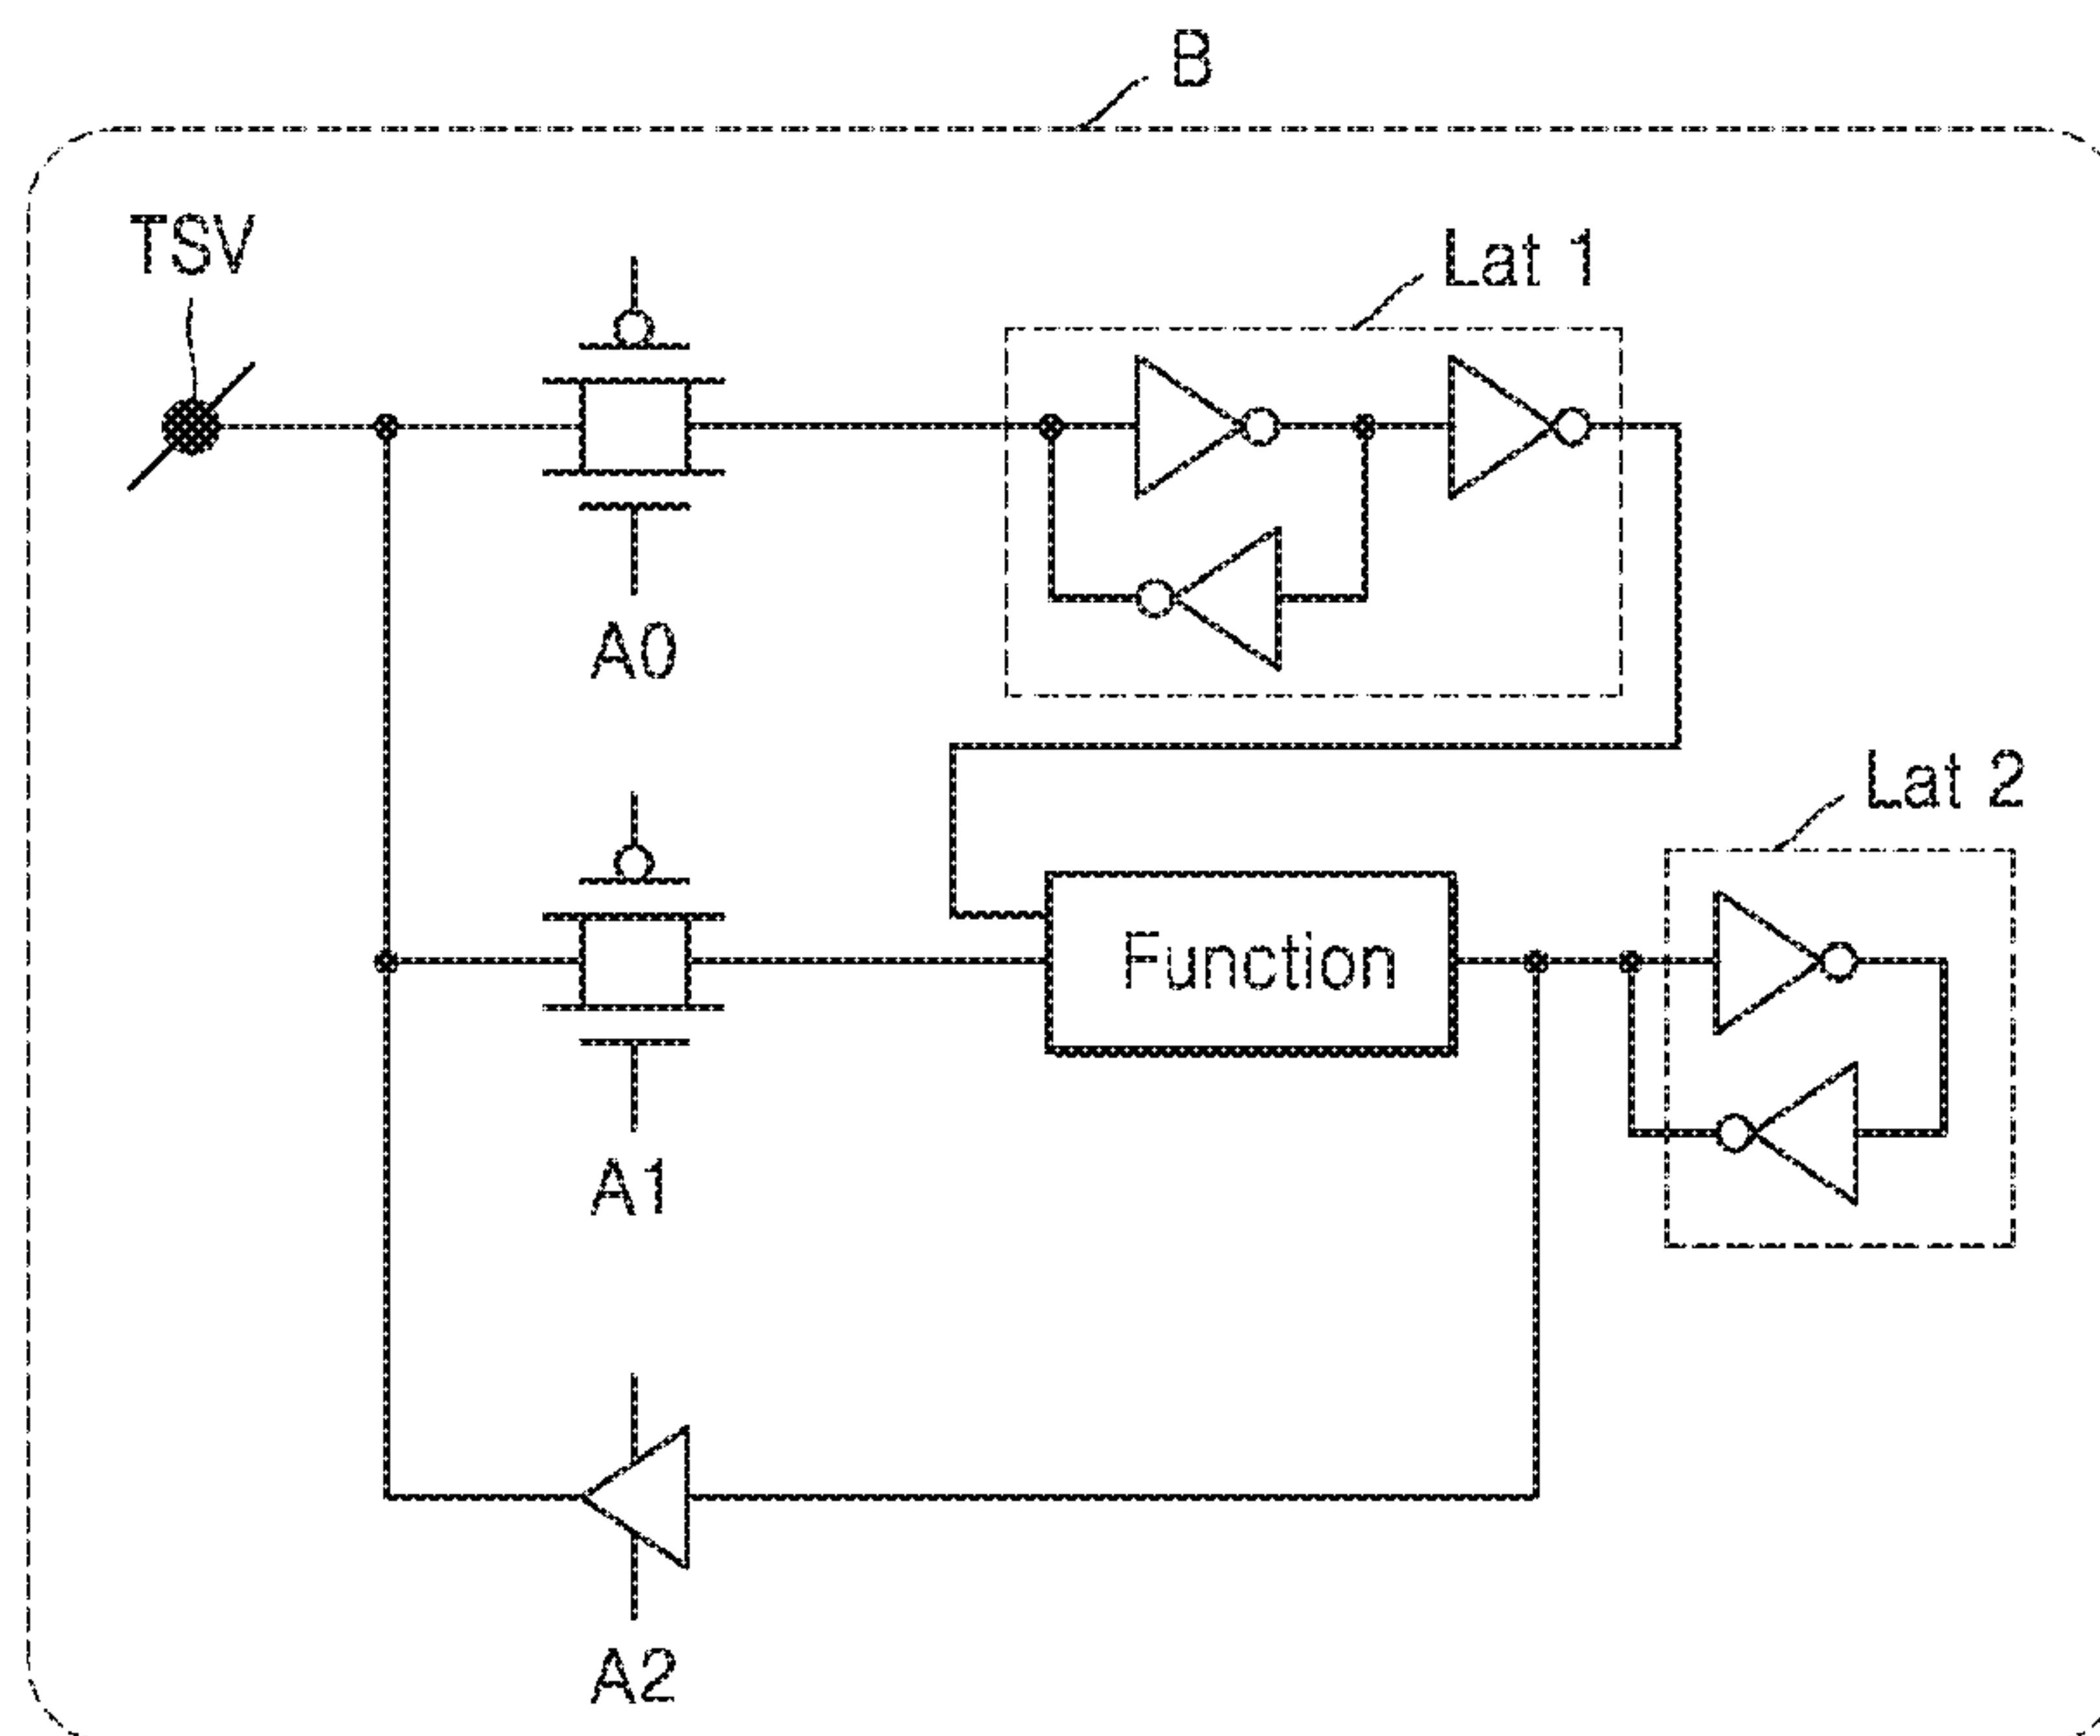 B
TSV
Lat 1
A0
Lat 2
Function
A1
A2